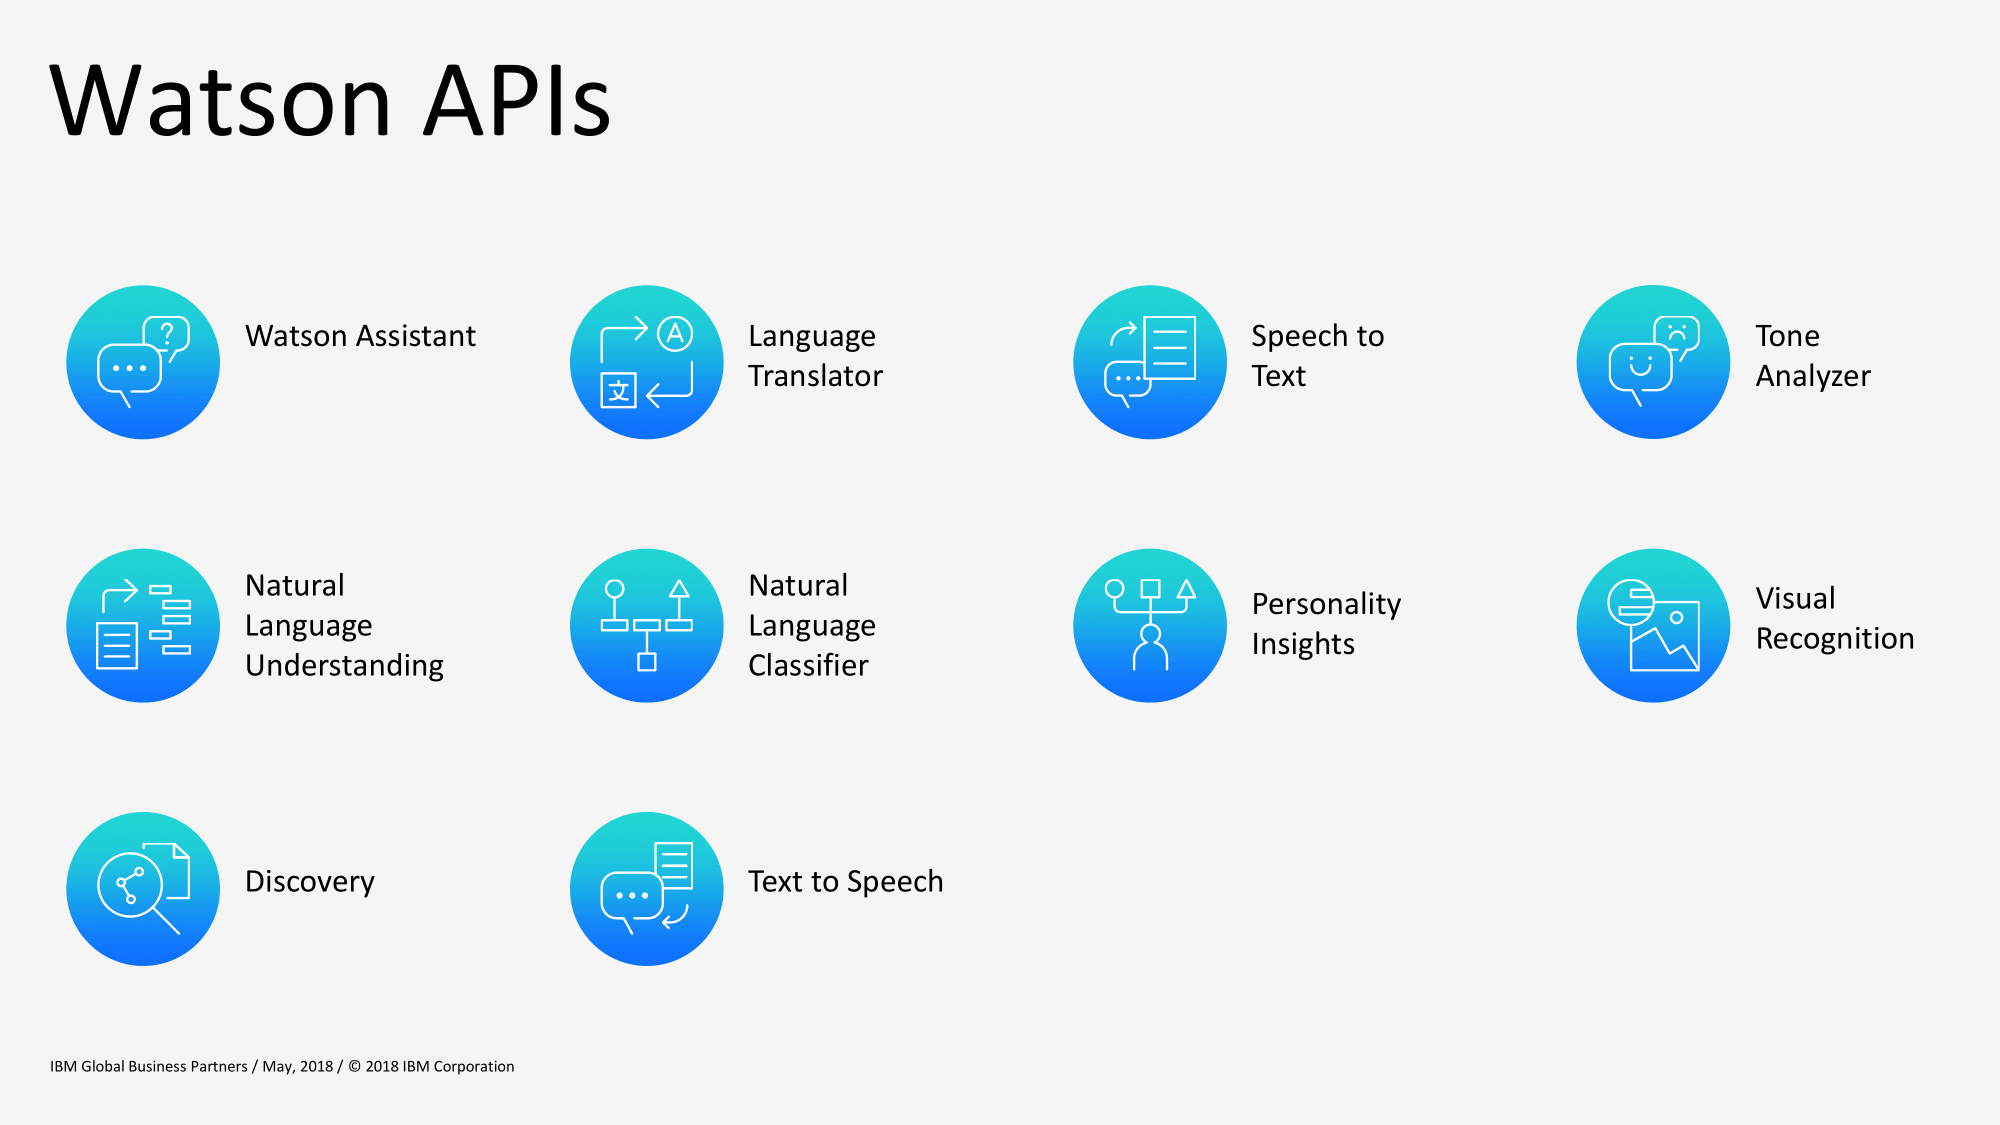 Watson APIs
?
Watson Assistant
A
文
Language
Translator
Speech to
Text
Tone
Analyzer
Natural
Language
Understanding
Natural
Language
Classifier
Personality
Insights
Visual
Recognition
Discovery
Text to Speech
IBM Global Business Partners / May, 2018 / © 2018 IBM Corporation